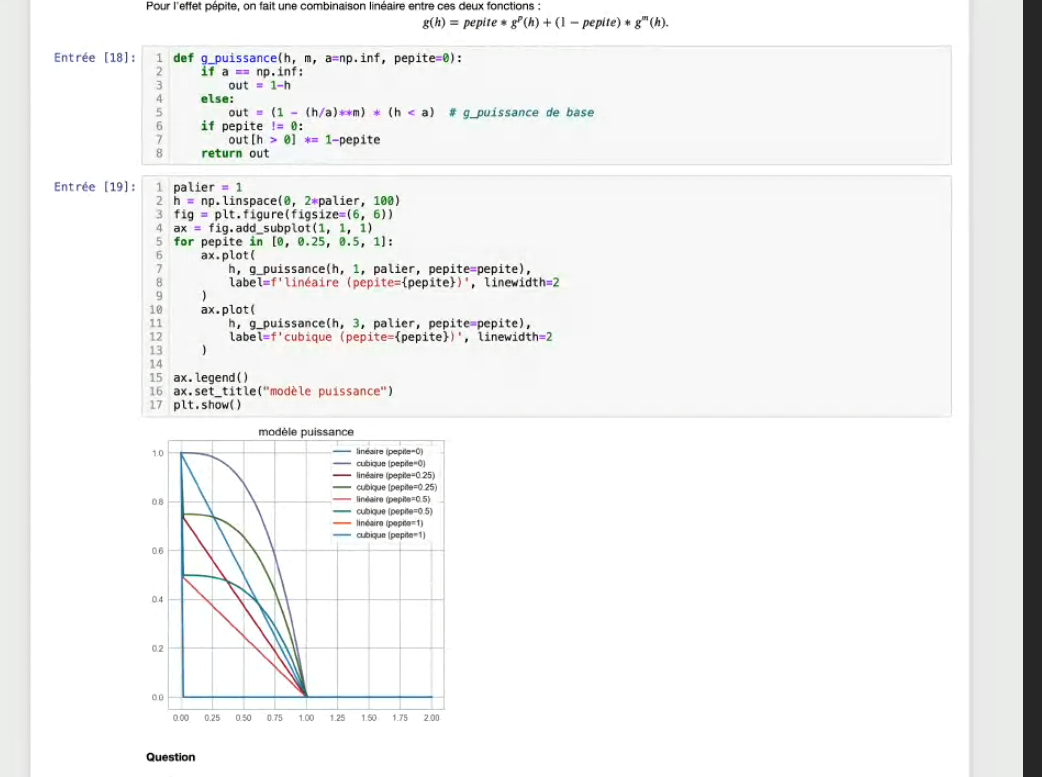 Pour l'effet pépite, on fait une combinaison linéaire entre ces deux fonctions :
g(h) = pepite ∗ gᵖ(h) + (1 − pepite) ∗ gᵐ(h).
Entrée [18]:
1 def g_puissance(h, m, a=np.inf, pepite=0):
2     if a == np.inf:
3         out = 1-h
4     else:
5         out = (1 - (h/a)**m) * (h < a)  # g_puissance de base
6     if pepite != 0:
7         out[h > 0] *= 1-pepite
8     return out
Entrée [19]:
1 palier = 1
2 h = np.linspace(0, 2*palier, 100)
3 fig = plt.figure(figsize=(6, 6))
4 ax = fig.add_subplot(1, 1, 1)
5 for pepite in [0, 0.25, 0.5, 1]:
6     ax.plot(
7         h, g_puissance(h, 1, palier, pepite=pepite),
8         label=f'linéaire (pepite={pepite})', linewidth=2
9     )
10     ax.plot(
11         h, g_puissance(h, 3, palier, pepite=pepite),
12         label=f'cubique (pepite={pepite})', linewidth=2
13     )
14
15 ax.legend()
16 ax.set_title("modèle puissance")
17 plt.show()
modèle puissance
linéaire (pepite=0)
cubique (pepite=0)
linéaire (pepite=0.25)
cubique (pepite=0.25)
linéaire (pepite=0.5)
cubique (pepite=0.5)
linéaire (pepite=1)
cubique (pepite=1)
1.0
0.8
0.6
0.4
0.2
0.0
0.00 0.25 0.50 0.75 1.00 1.25 1.50 1.75 2.00
Question